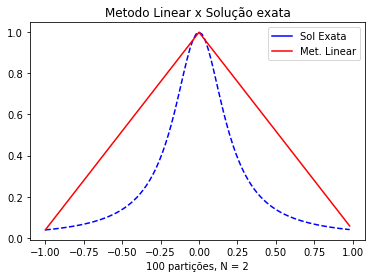 Metodo Linear x Solução exata
Sol Exata
Met. Linear
1.0
0.8
0.6
0.4
0.2
0.0
−1.00 −0.75 −0.50 −0.25 0.00 0.25 0.50 0.75 1.00
100 partições, N = 2